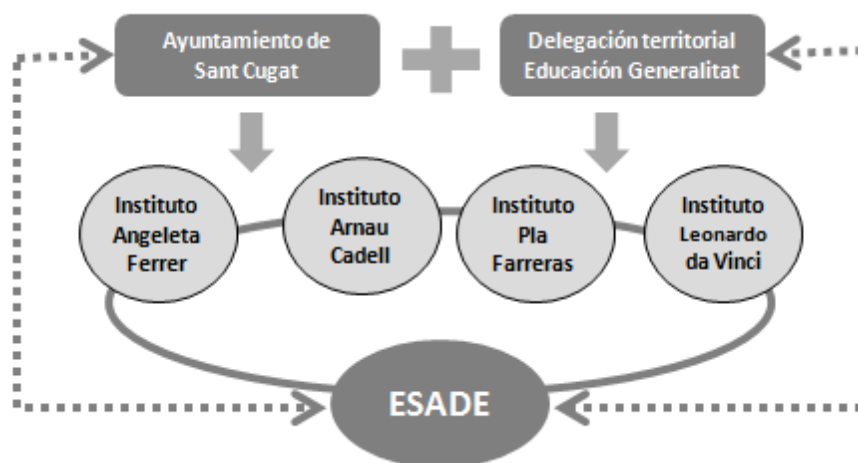 Ayuntamiento de
Sant Cugat
Delegación territorial
Educación Generalitat
Instituto
Angeleta
Ferrer
Instituto
Arnau
Cadell
Instituto
Pla
Farreras
Instituto
Leonardo
da Vinci
ESADE